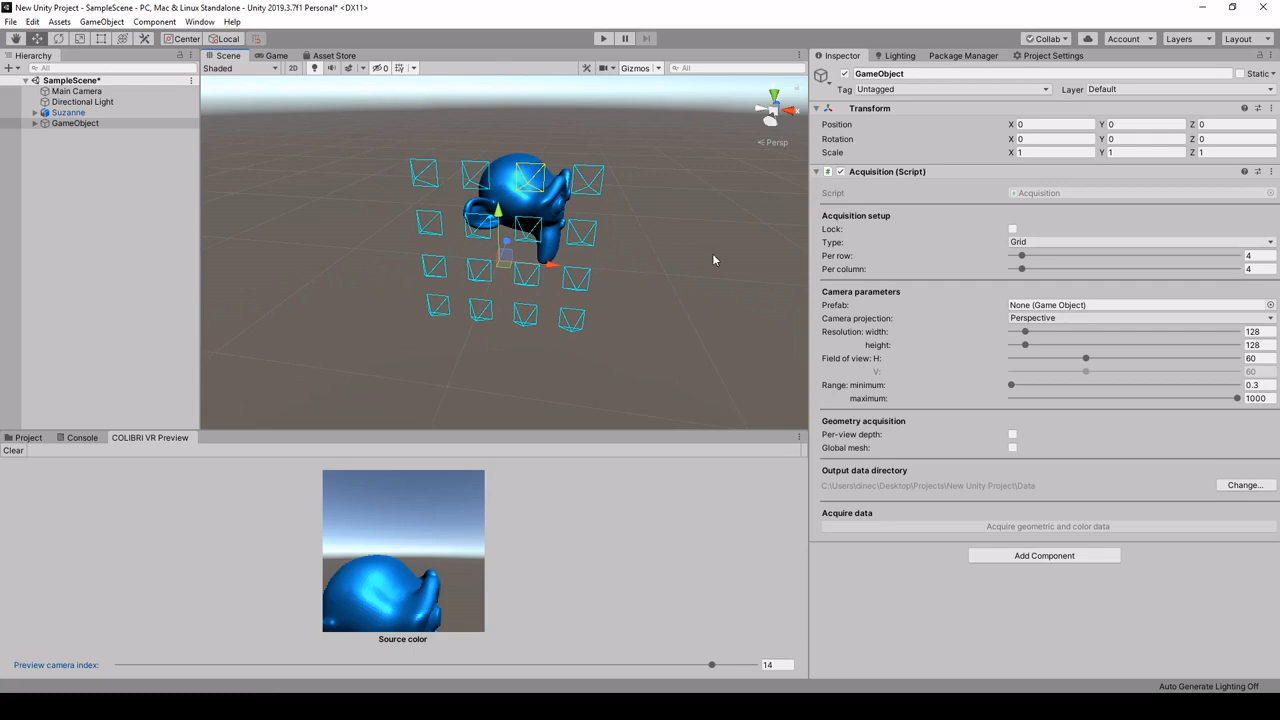 New Unity Project - SampleScene - PC, Mac & Linux Standalone - Unity 2019.3.7f1 Personal* <DX11>
File Edit Assets GameObject Component Window Help
Center Local Collab Account Layers Layout
Hierarchy Scene Game Asset Store Inspector Lighting Package Manager Project Settings
All Shaded 2D 0 Gizmos All
GameObject Static
SampleScene*
Tag Untagged Layer Default
Main Camera
Directional Light
Suzanne
GameObject
Persp
Transform
Position X 0 Y 0 Z 0
Rotation X 0 Y 0 Z 0
Scale X 1 Y 1 Z 1
Acquisition (Script)
Script Acquisition
Acquisition setup
Lock:
Type: Grid
Per row: 4
Per column: 4
Camera parameters
Prefab: None (Game Object)
Camera projection: Perspective
Resolution: width: 128
height: 128
Field of view: H: 60
V: 60
Range: minimum: 0.3
maximum: 1000
Geometry acquisition
Per-view depth:
Global mesh:
Output data directory
C:\Users\dinec\Desktop\Projects\New Unity Project\Data Change...
Acquire data
Acquire geometric and color data
Add Component
Project Console COLIBRI VR Preview
Clear
Source color
Preview camera index: 14
Auto Generate Lighting Off